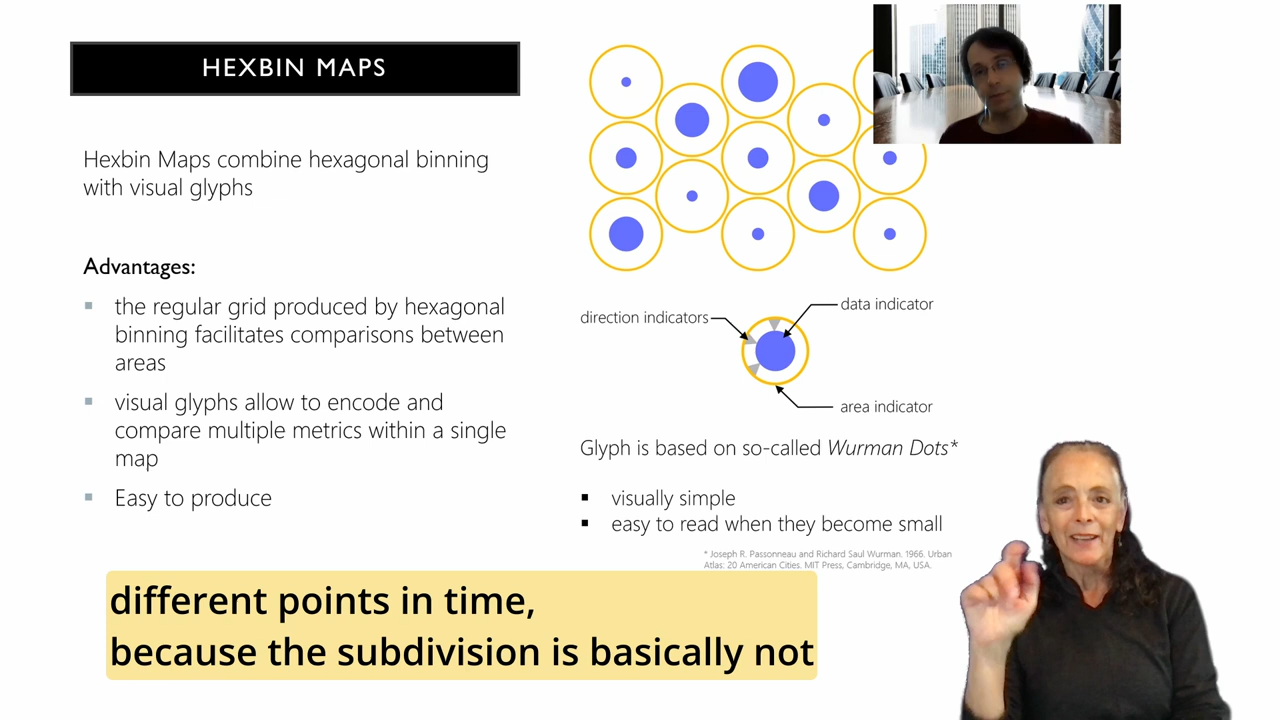 HEXBIN MAPS
Hexbin Maps combine hexagonal binning
with visual glyphs
Advantages:
▪ the regular grid produced by hexagonal
binning facilitates comparisons between
areas
▪ visual glyphs allow to encode and
compare multiple metrics within a single
map
▪ Easy to produce
direction indicators
data indicator
area indicator
Glyph is based on so-called Wurman Dots*
▪ visually simple
▪ easy to read when they become small
* Joseph R. Passonneau and Richard Saul Wurman. 1966. Urban
Atlas: 20 American Cities. MIT Press, Cambridge, MA, USA.
different points in time,
because the subdivision is basically not